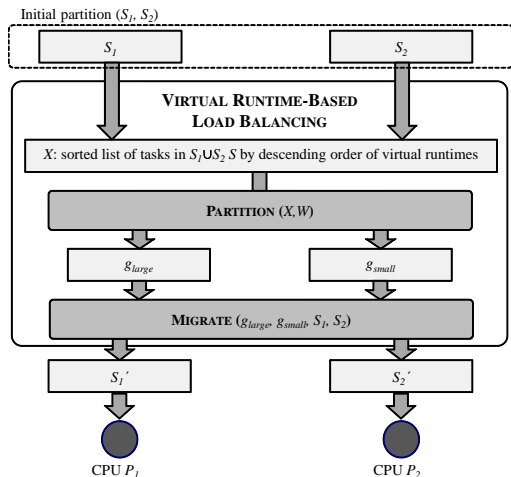 Initial partition (S1, S2)
S1 S2
VIRTUAL RUNTIME-BASED
LOAD BALANCING
X: sorted list of tasks in S1∪S2 S by descending order of virtual runtimes
PARTITION (X,W)
glarge gsmall
MIGRATE (glarge, gsmall, S1, S2)
S1´ S2´
CPU P1 CPU P2